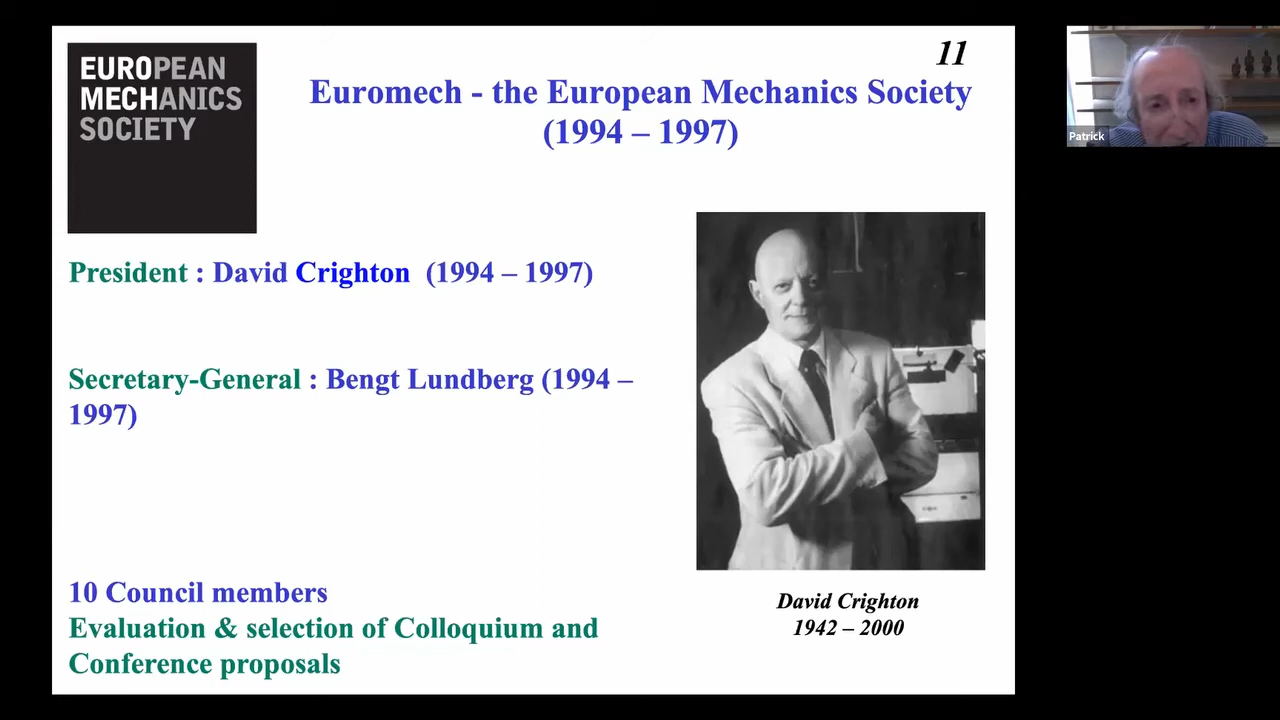 EUROPEAN
MECHANICS
SOCIETY
11
Euromech - the European Mechanics Society
(1994 – 1997)
Patrick
President : David Crighton (1994 – 1997)
Secretary-General : Bengt Lundberg (1994 –
1997)
10 Council members
Evaluation & selection of Colloquium and
Conference proposals
David Crighton
1942 – 2000